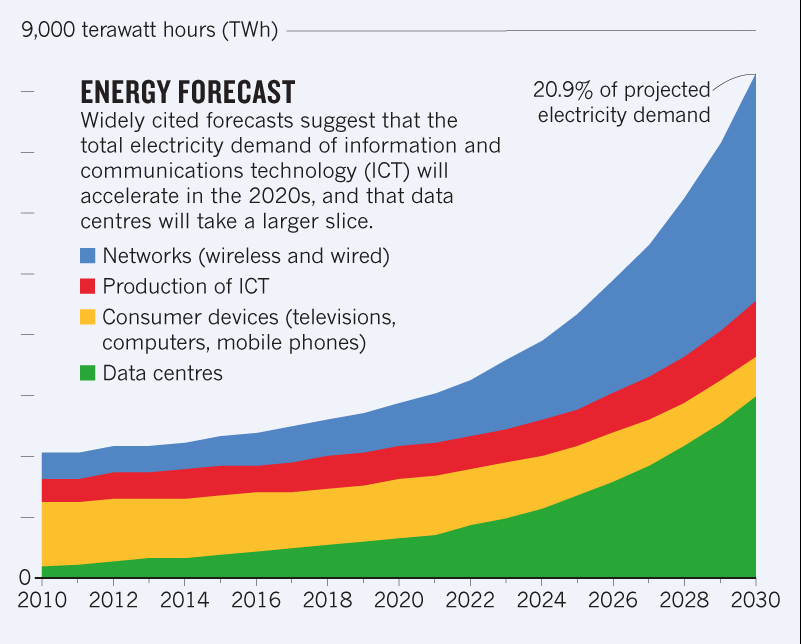 9,000 terawatt hours (TWh)
ENERGY FORECAST
Widely cited forecasts suggest that the
total electricity demand of information and
communications technology (ICT) will
accelerate in the 2020s, and that data
centres will take a larger slice.
20.9% of projected
electricity demand
Networks (wireless and wired)
Production of ICT
Consumer devices (televisions,
computers, mobile phones)
Data centres
0
2010 2012 2014 2016 2018 2020 2022 2024 2026 2028 2030